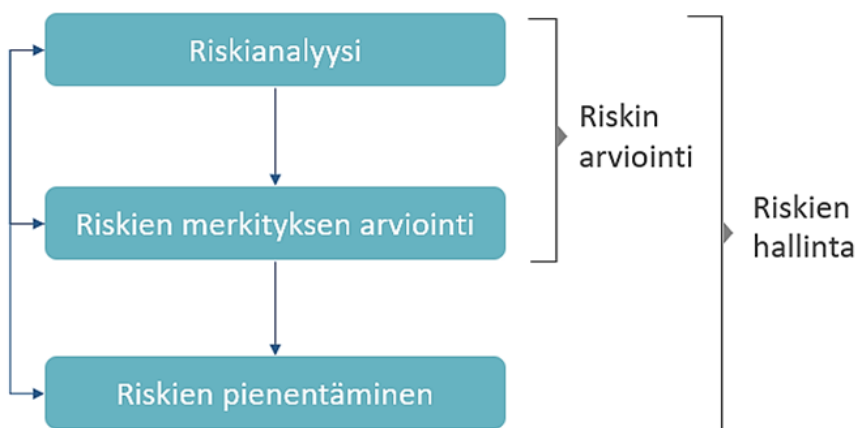 Riskianalyysi
Riskin
arviointi
Riskien merkityksen arviointi
Riskien
hallinta
Riskien pienentäminen